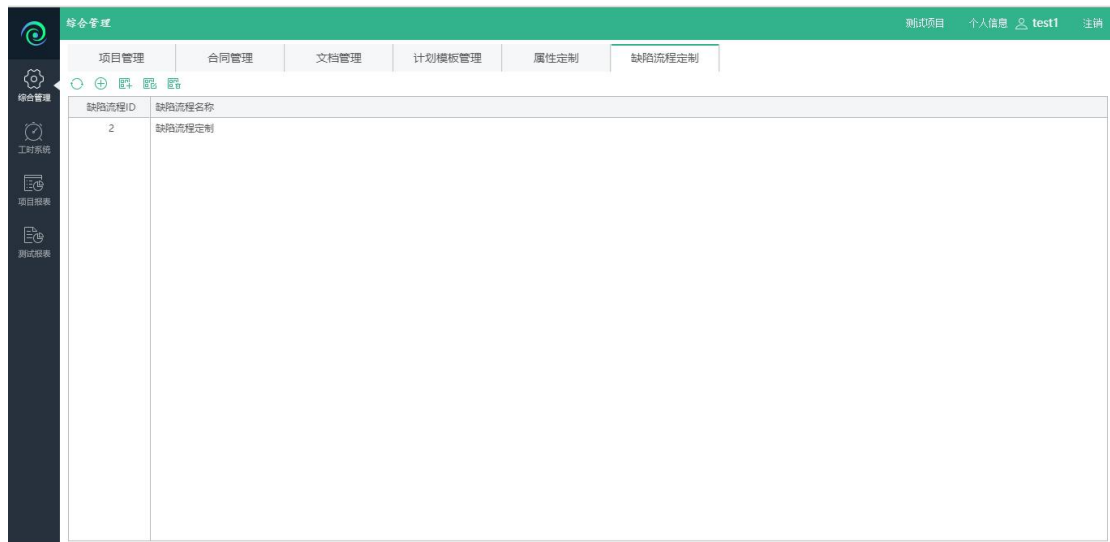 综合管理
测试项目 个人信息 test1 注销
项目管理 合同管理 文档管理 计划模板管理 属性定制 缺陷流程定制
综合管理
缺陷流程ID 缺陷流程名称
2 缺陷流程定制
工时系统
项目报表
测试报表